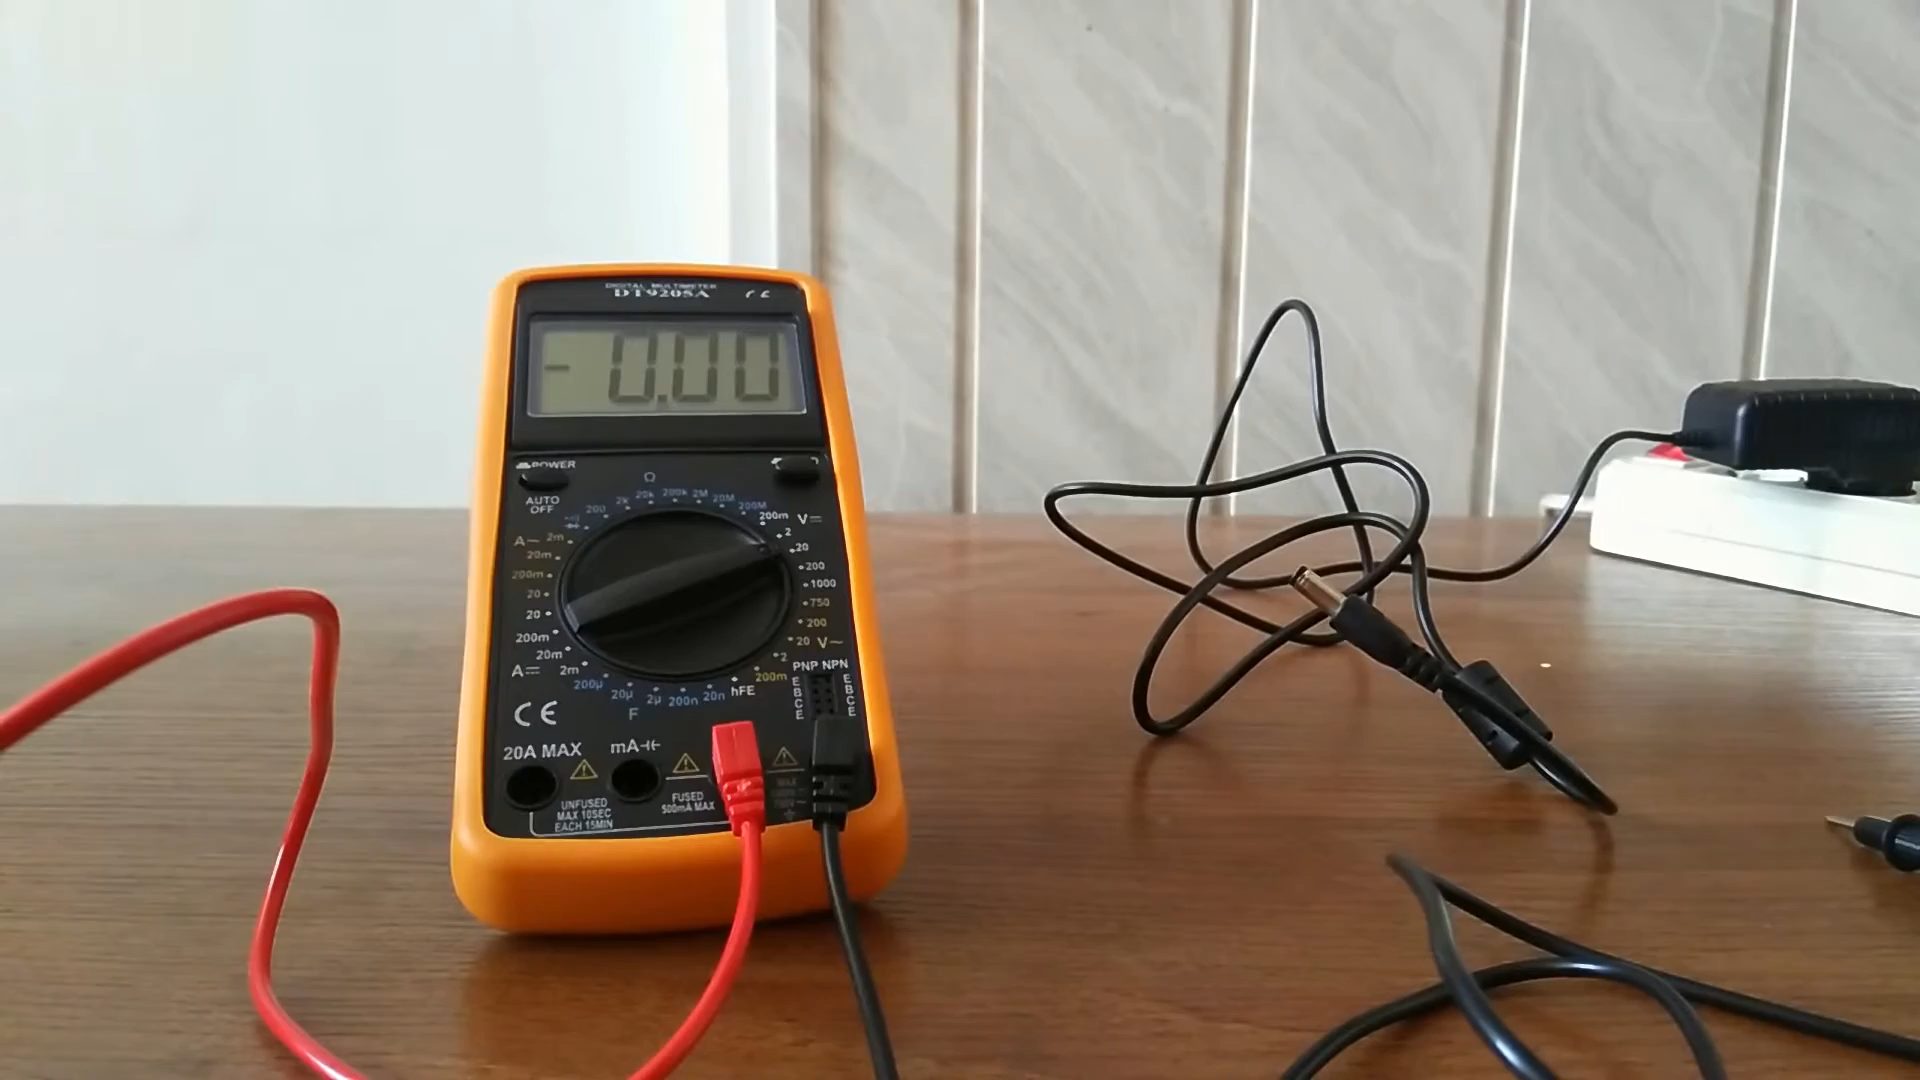 DIGITAL MULTIMETER
DT9205A CE
- 0.00
POWER
AUTO
OFF
Ω
200 2k 20k 200k 2M 20M 200M
200m V⎓
2
20
200
1000
750
200
20 V~
2
200m
A~ 2m
20m
200m
20
20
200m
20m
A⎓ 2m
200µ 20µ 2µ 200n 20n hFE
F
PNP NPN
E E
B B
C C
E E
CE
20A MAX mA
UNFUSED
MAX 10SEC
EACH 15MIN
FUSED
500mA MAX
MAX